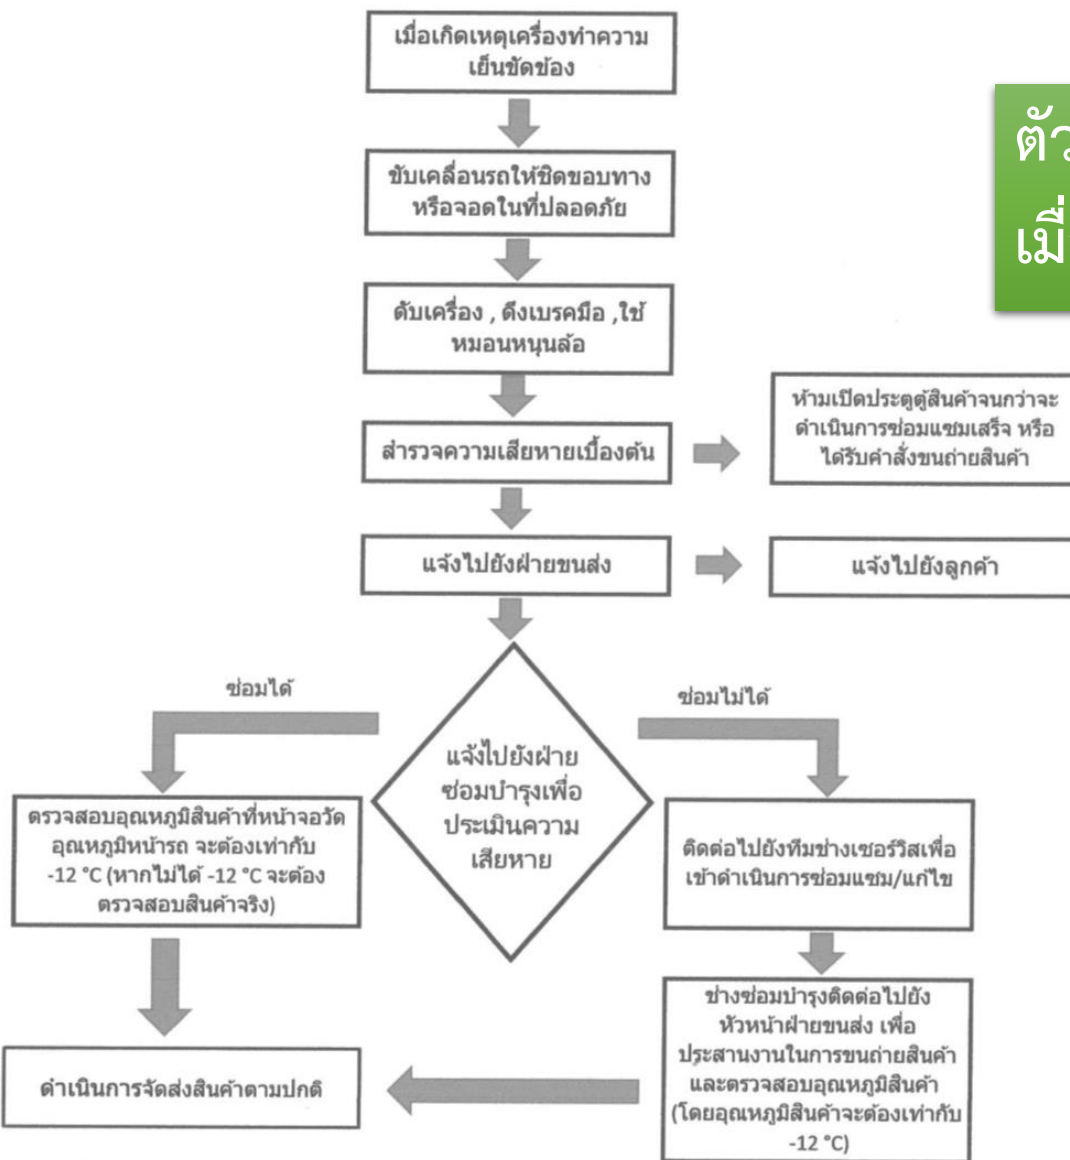 เมื่อเกิดเหตุเครื่องทำความ
เย็นขัดข้อง
ขับเคลื่อนรถให้ชิดขอบทาง
หรือจอดในที่ปลอดภัย
ดับเครื่อง , ดึงเบรคมือ ,ใช้
หมอนหนุนล้อ
สำรวจความเสียหายเบื้องต้น
ห้ามเปิดประตูตู้สินค้าจนกว่าจะ
ดำเนินการซ่อมแซมเสร็จ หรือ
ได้รับคำสั่งขนถ่ายสินค้า
แจ้งไปยังฝ่ายขนส่ง
แจ้งไปยังลูกค้า
ซ่อมได้
ซ่อมไม่ได้
แจ้งไปยังฝ่าย
ซ่อมบำรุงเพื่อ
ประเมินความ
เสียหาย
ตรวจสอบอุณหภูมิสินค้าที่หน้าจอวัด
อุณหภูมิหน้ารถ จะต้องเท่ากับ
-12 °C (หากไม่ได้ -12 °C จะต้อง
ตรวจสอบสินค้าจริง)
ติดต่อไปยังทีมช่างเซอร์วิสเพื่อ
เข้าดำเนินการซ่อมแซม/แก้ไข
ช่างซ่อมบำรุงติดต่อไปยัง
หัวหน้าฝ่ายขนส่ง เพื่อ
ประสานงานในการขนถ่ายสินค้า
และตรวจสอบอุณหภูมิสินค้า
(โดยอุณหภูมิสินค้าจะต้องเท่ากับ
-12 °C)
ดำเนินการจัดส่งสินค้าตามปกติ